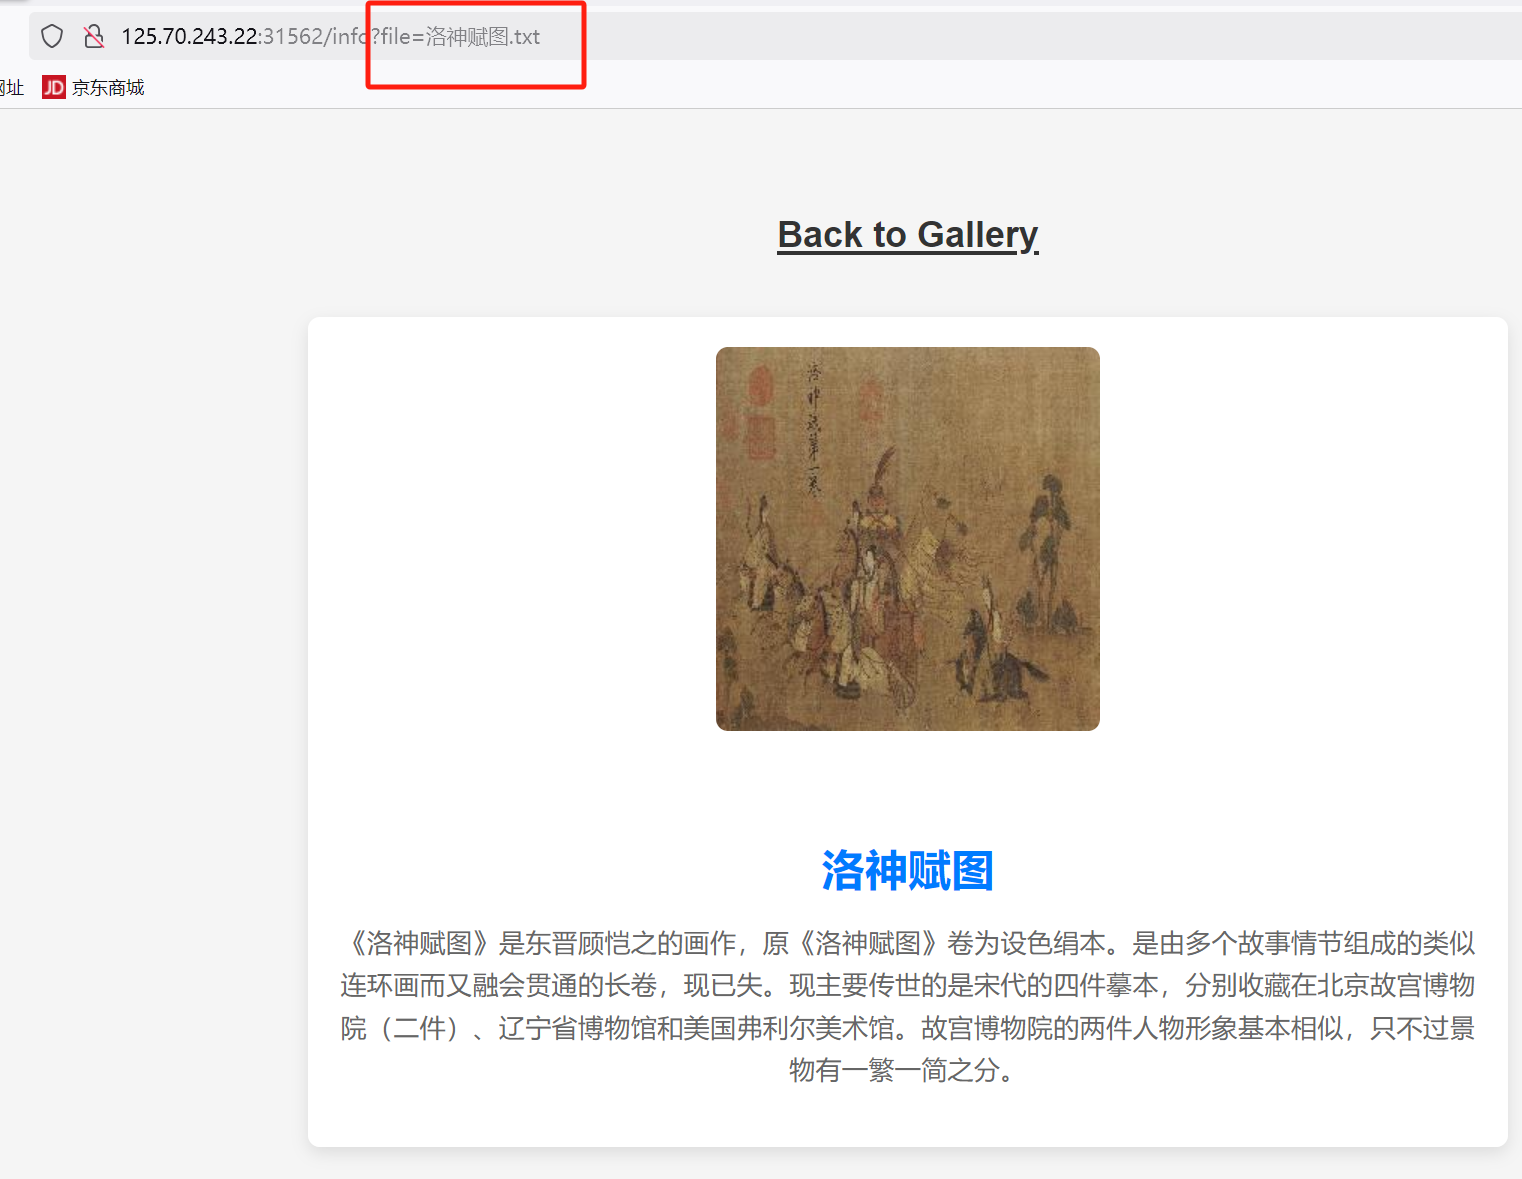 125.70.243.22:31562/info?file=洛神赋图.txt
网址 JD 京东商城
Back to Gallery
洛神赋第一卷
洛神赋图
《洛神赋图》是东晋顾恺之的画作，原《洛神赋图》卷为设色绢本。是由多个故事情节组成的类似
连环画而又融会贯通的长卷，现已失。现主要传世的是宋代的四件摹本，分别收藏在北京故宫博物
院（二件）、辽宁省博物馆和美国弗利尔美术馆。故宫博物院的两件人物形象基本相似，只不过景
物有一繁一简之分。